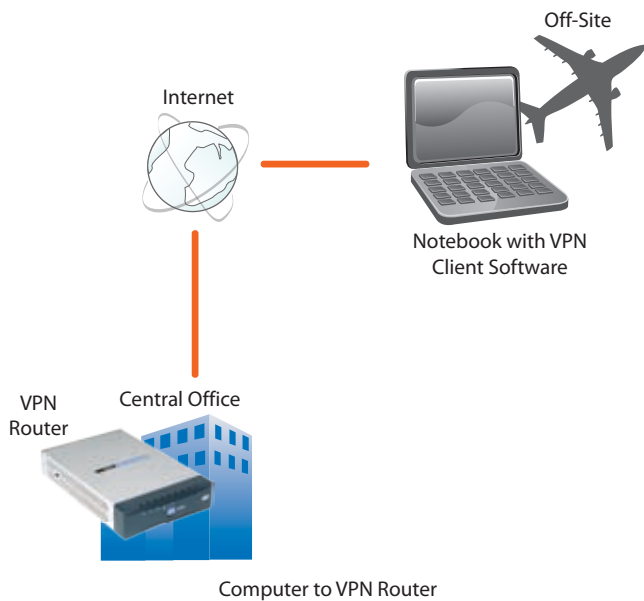 Off-Site
Internet
Notebook with VPN
Client Software
Central Office
VPN
Router
Computer to VPN Router